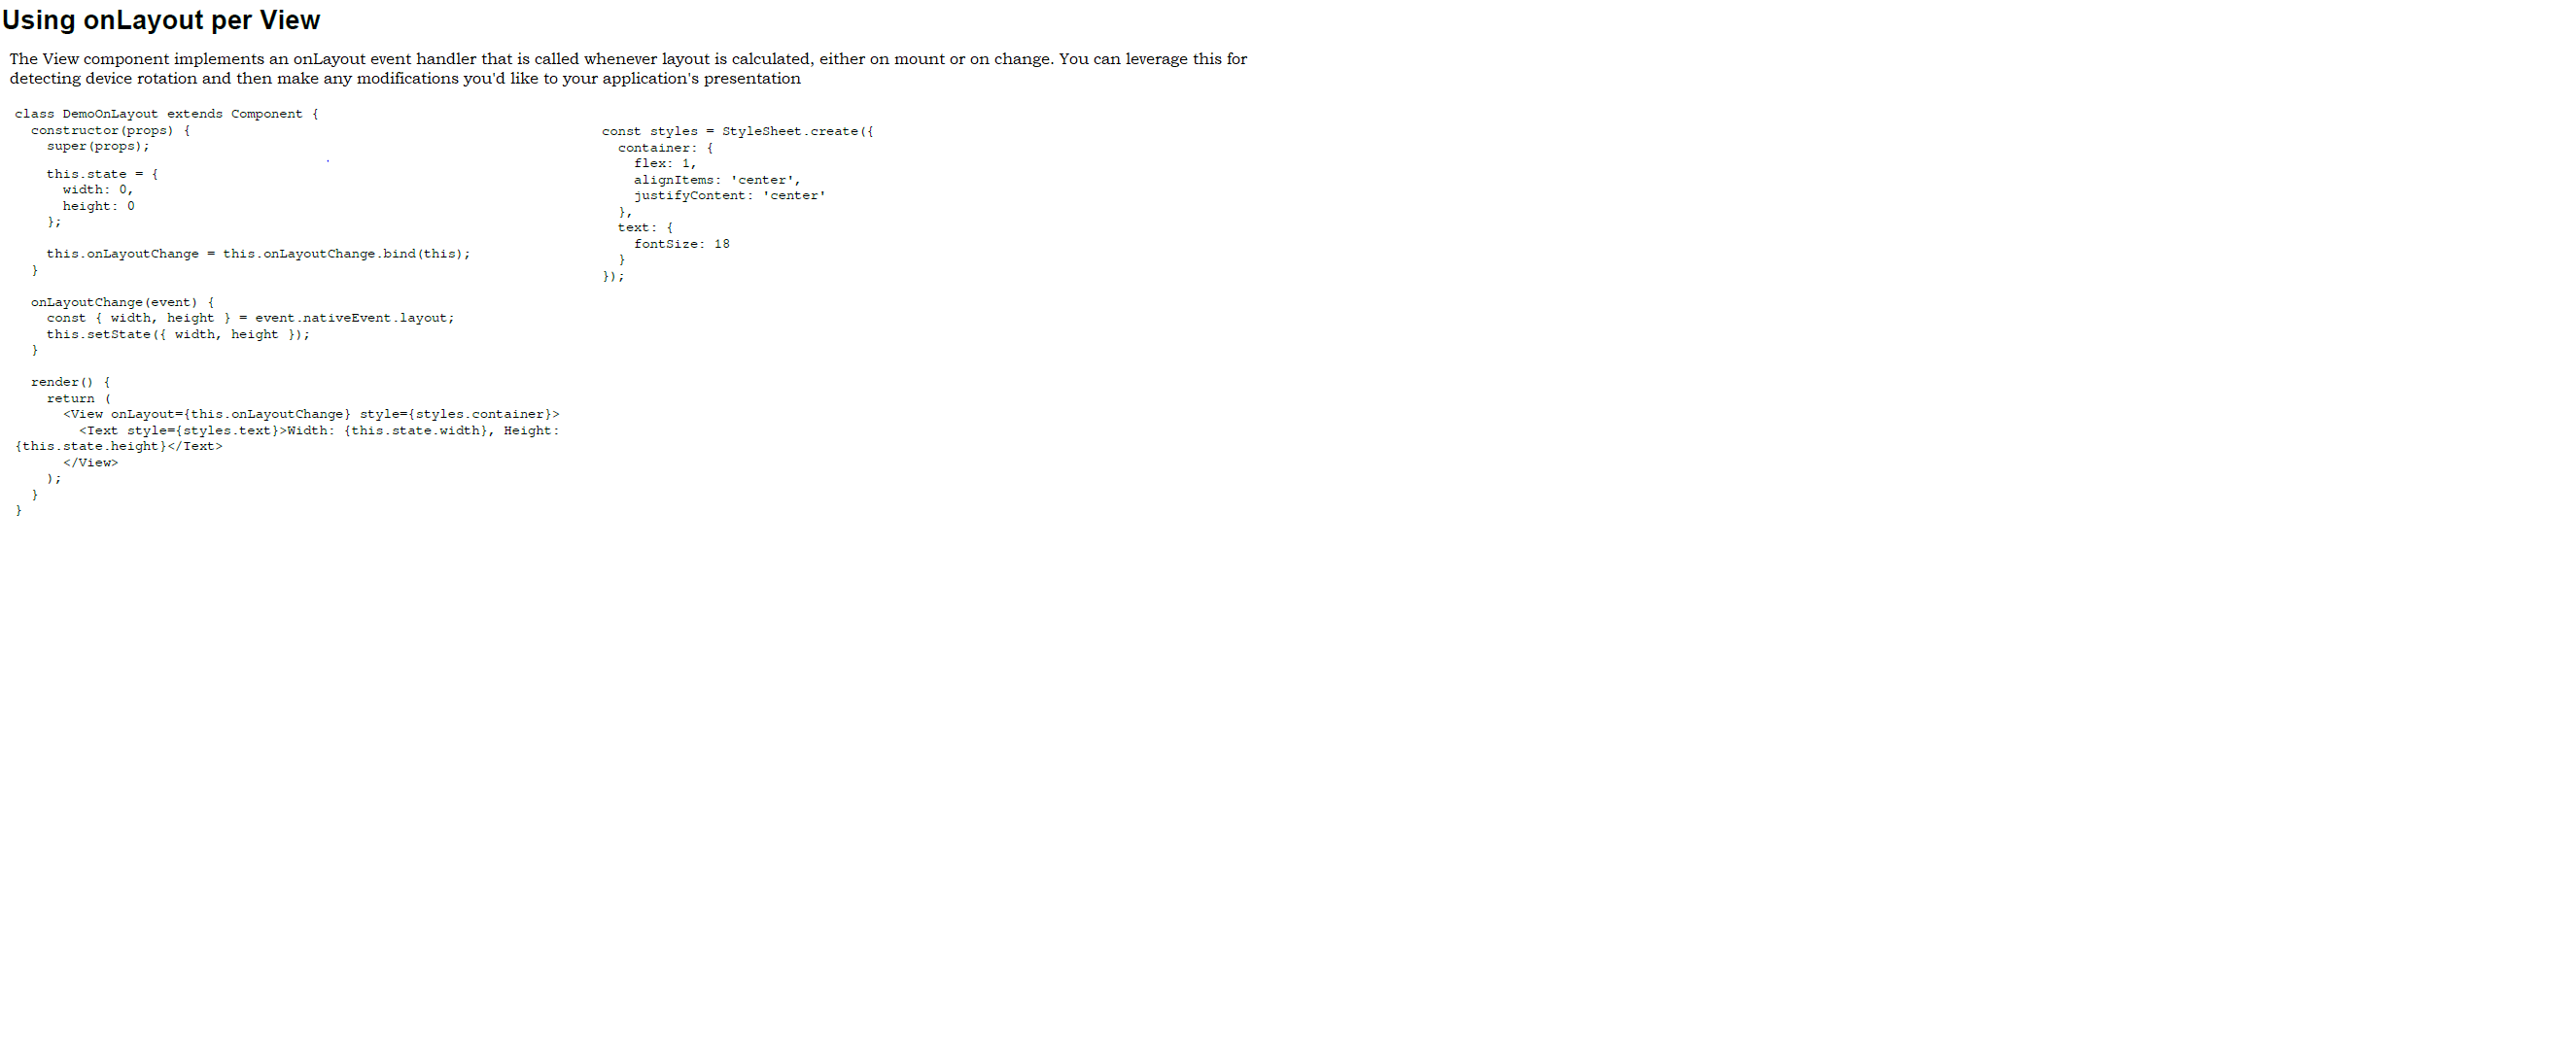 Using onLayout per View
The View component implements an onLayout event handler that is called whenever layout is calculated, either on mount or on change. You can leverage this for
detecting device rotation and then make any modifications you'd like to your application's presentation
class DemoOnLayout extends Component {
  constructor(props) {
    super(props);
    this.state = {
      width: 0,
      height: 0
    };
    this.onLayoutChange = this.onLayoutChange.bind(this);
  }
  onLayoutChange(event) {
    const { width, height } = event.nativeEvent.layout;
    this.setState({ width, height });
  }
  render() {
    return (
      <View onLayout={this.onLayoutChange} style={styles.container}>
        <Text style={styles.text}>Width: {this.state.width}, Height:
{this.state.height}</Text>
      </View>
    );
  }
}
const styles = StyleSheet.create({
  container: {
    flex: 1,
    alignItems: 'center',
    justifyContent: 'center'
  },
  text: {
    fontSize: 18
  }
});